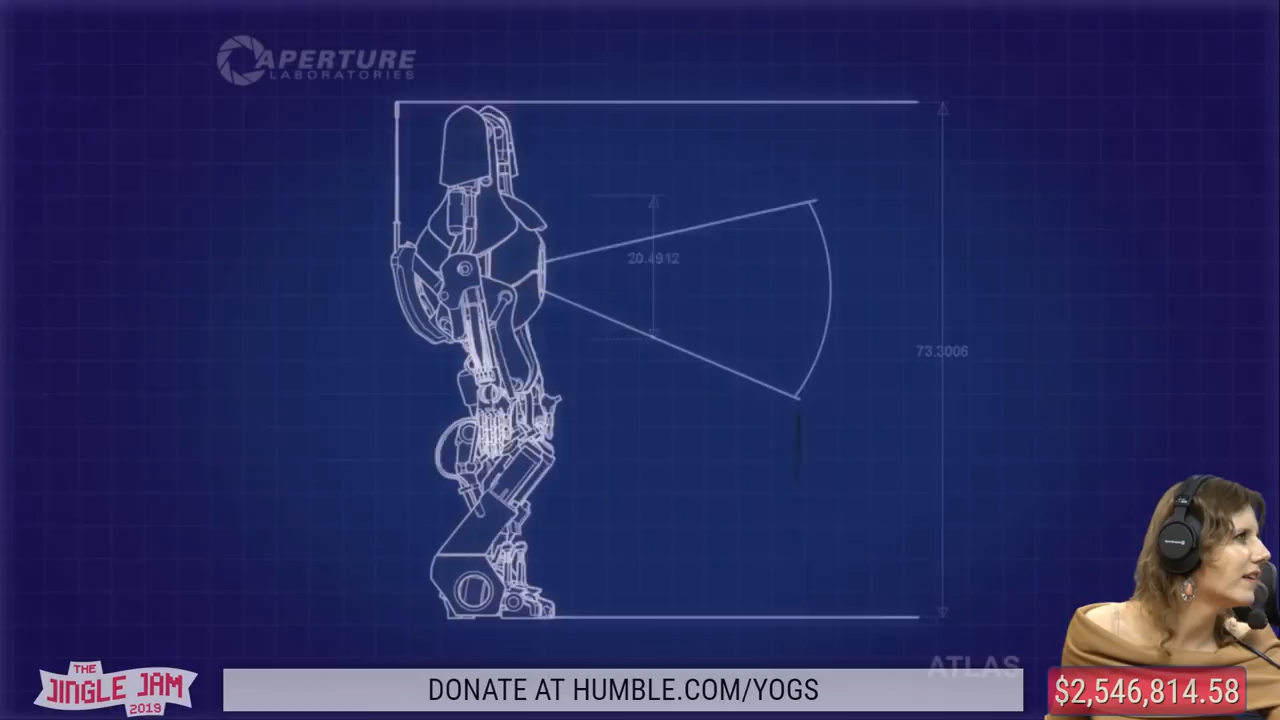 APERTURE
LABORATORIES
20.4912
73.3006
ATLAS
THE
JINGLE JAM
2019
DONATE AT HUMBLE.COM/YOGS
$2,546,814.58